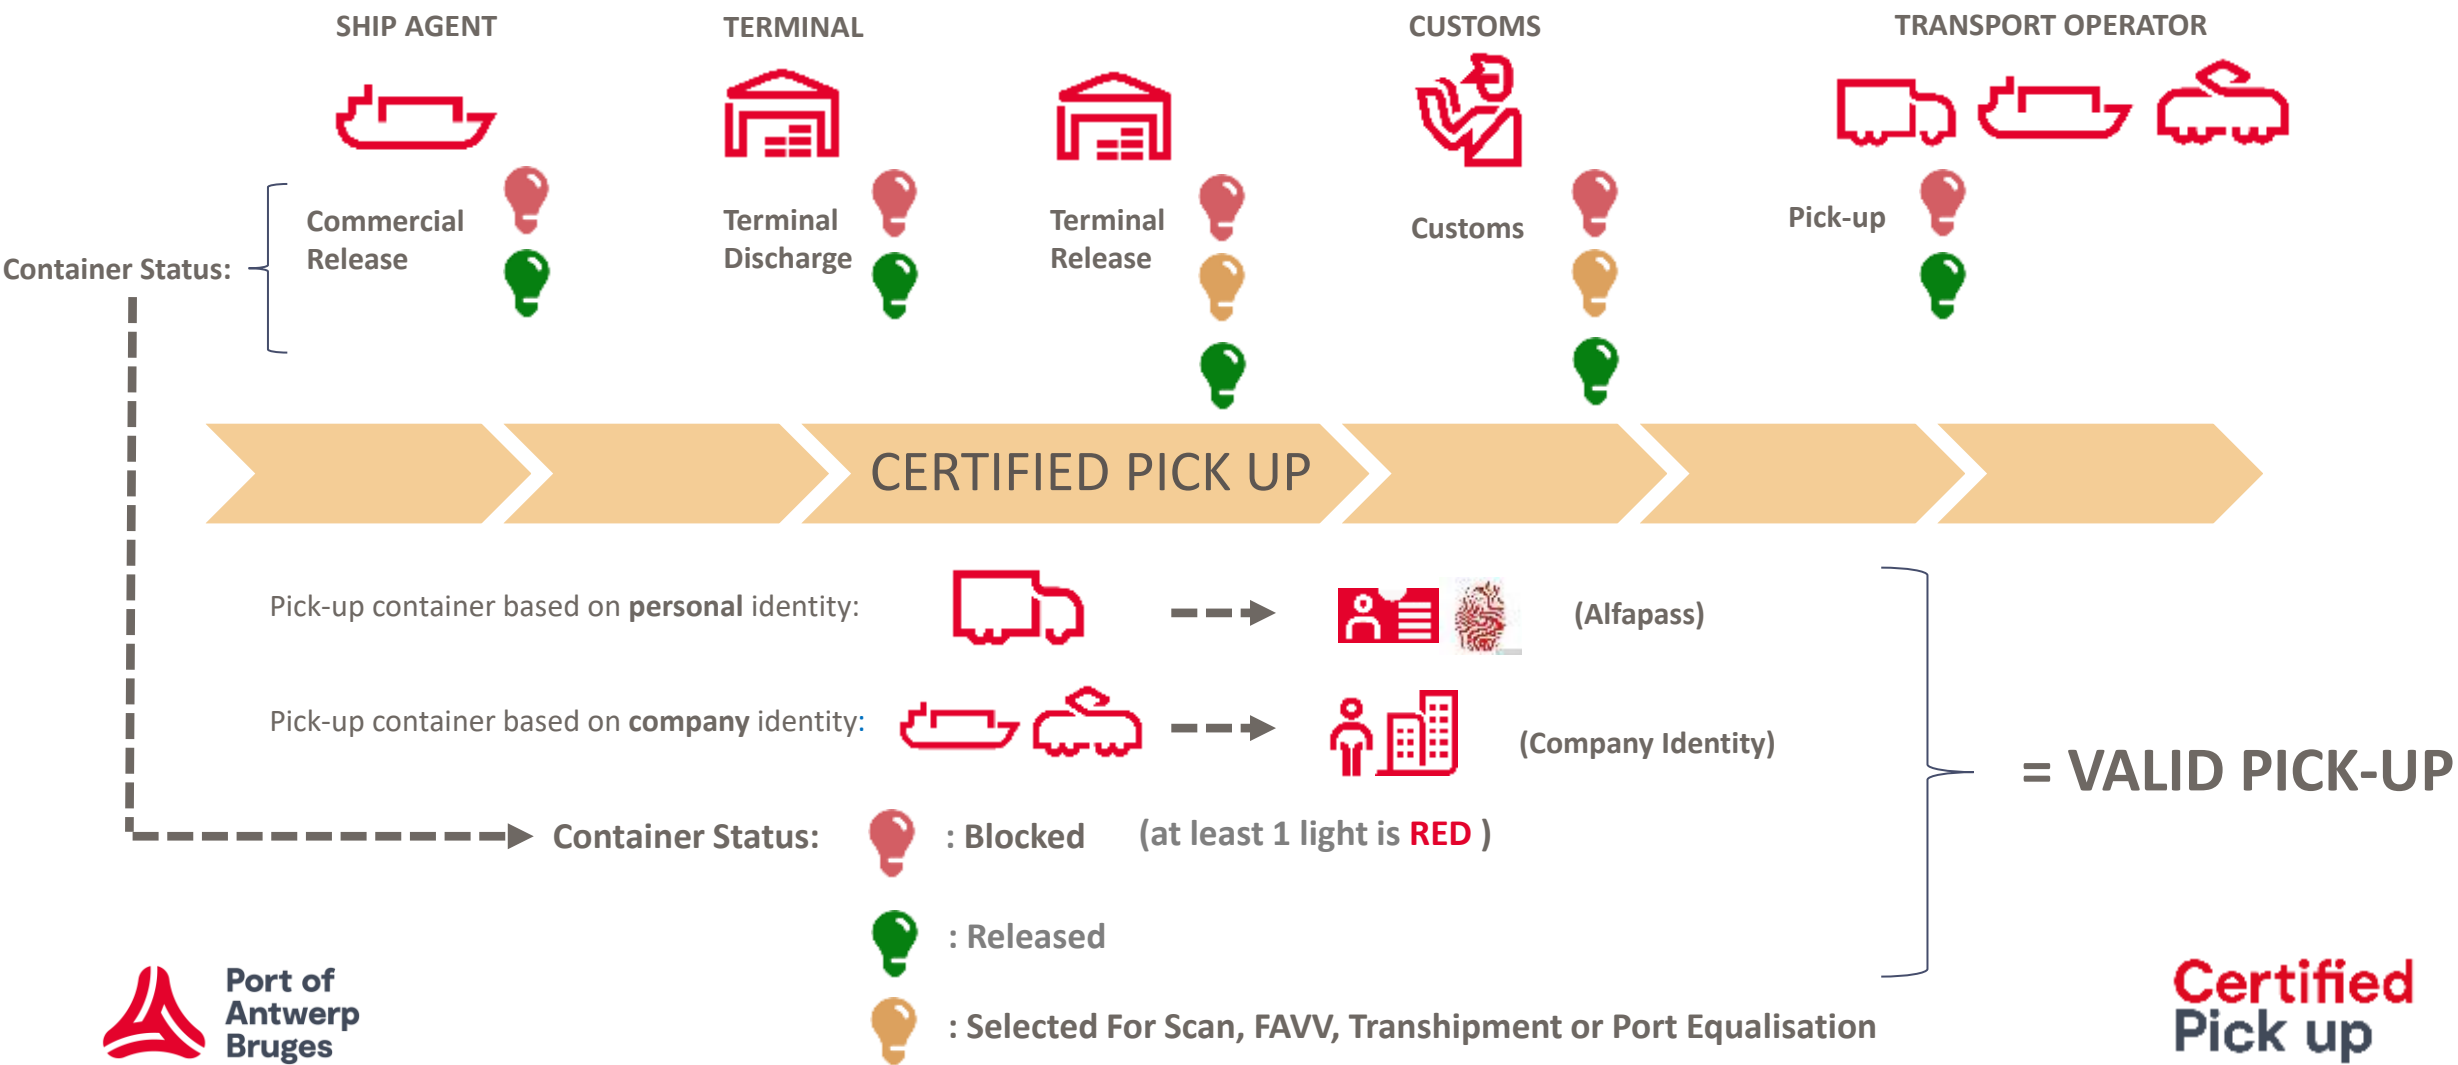 SHIP AGENT
TERMINAL
CUSTOMS
TRANSPORT OPERATOR
Container Status:
Commercial
Release
Terminal
Discharge
Terminal
Release
Customs
Pick-up
CERTIFIED PICK UP
Pick-up container based on personal identity:
(Alfapass)
Pick-up container based on company identity:
(Company Identity)
= VALID PICK-UP
Container Status:
: Blocked
(at least 1 light is RED )
: Released
: Selected For Scan, FAVV, Transhipment or Port Equalisation
Port of
Antwerp
Bruges
Certified
Pick up